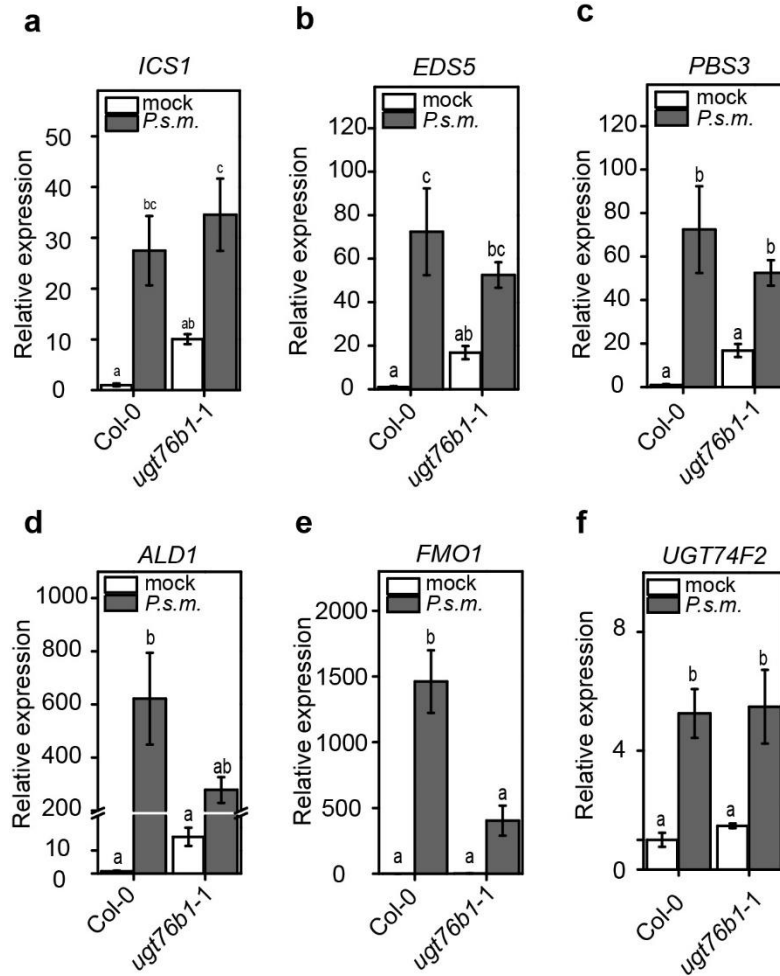 a
ICS1
mock
P.s.m.
Relative expression
50
40
30
20
10
0
a
bc
ab
c
Col-0
ugt76b1-1
b
EDS5
mock
P.s.m.
Relative expression
120
100
80
60
40
20
0
a
c
ab
bc
Col-0
ugt76b1-1
c
PBS3
mock
P.s.m.
Relative expression
120
100
80
60
40
20
0
a
b
a
b
Col-0
ugt76b1-1
d
ALD1
mock
P.s.m.
Relative expression
1000
800
600
400
200
10
0
a
b
a
ab
Col-0
ugt76b1-1
e
FMO1
mock
P.s.m.
Relative expression
2000
1500
1000
500
0
a
b
a
a
Col-0
ugt76b1-1
f
UGT74F2
mock
P.s.m.
Relative expression
8
4
0
a
b
a
b
Col-0
ugt76b1-1